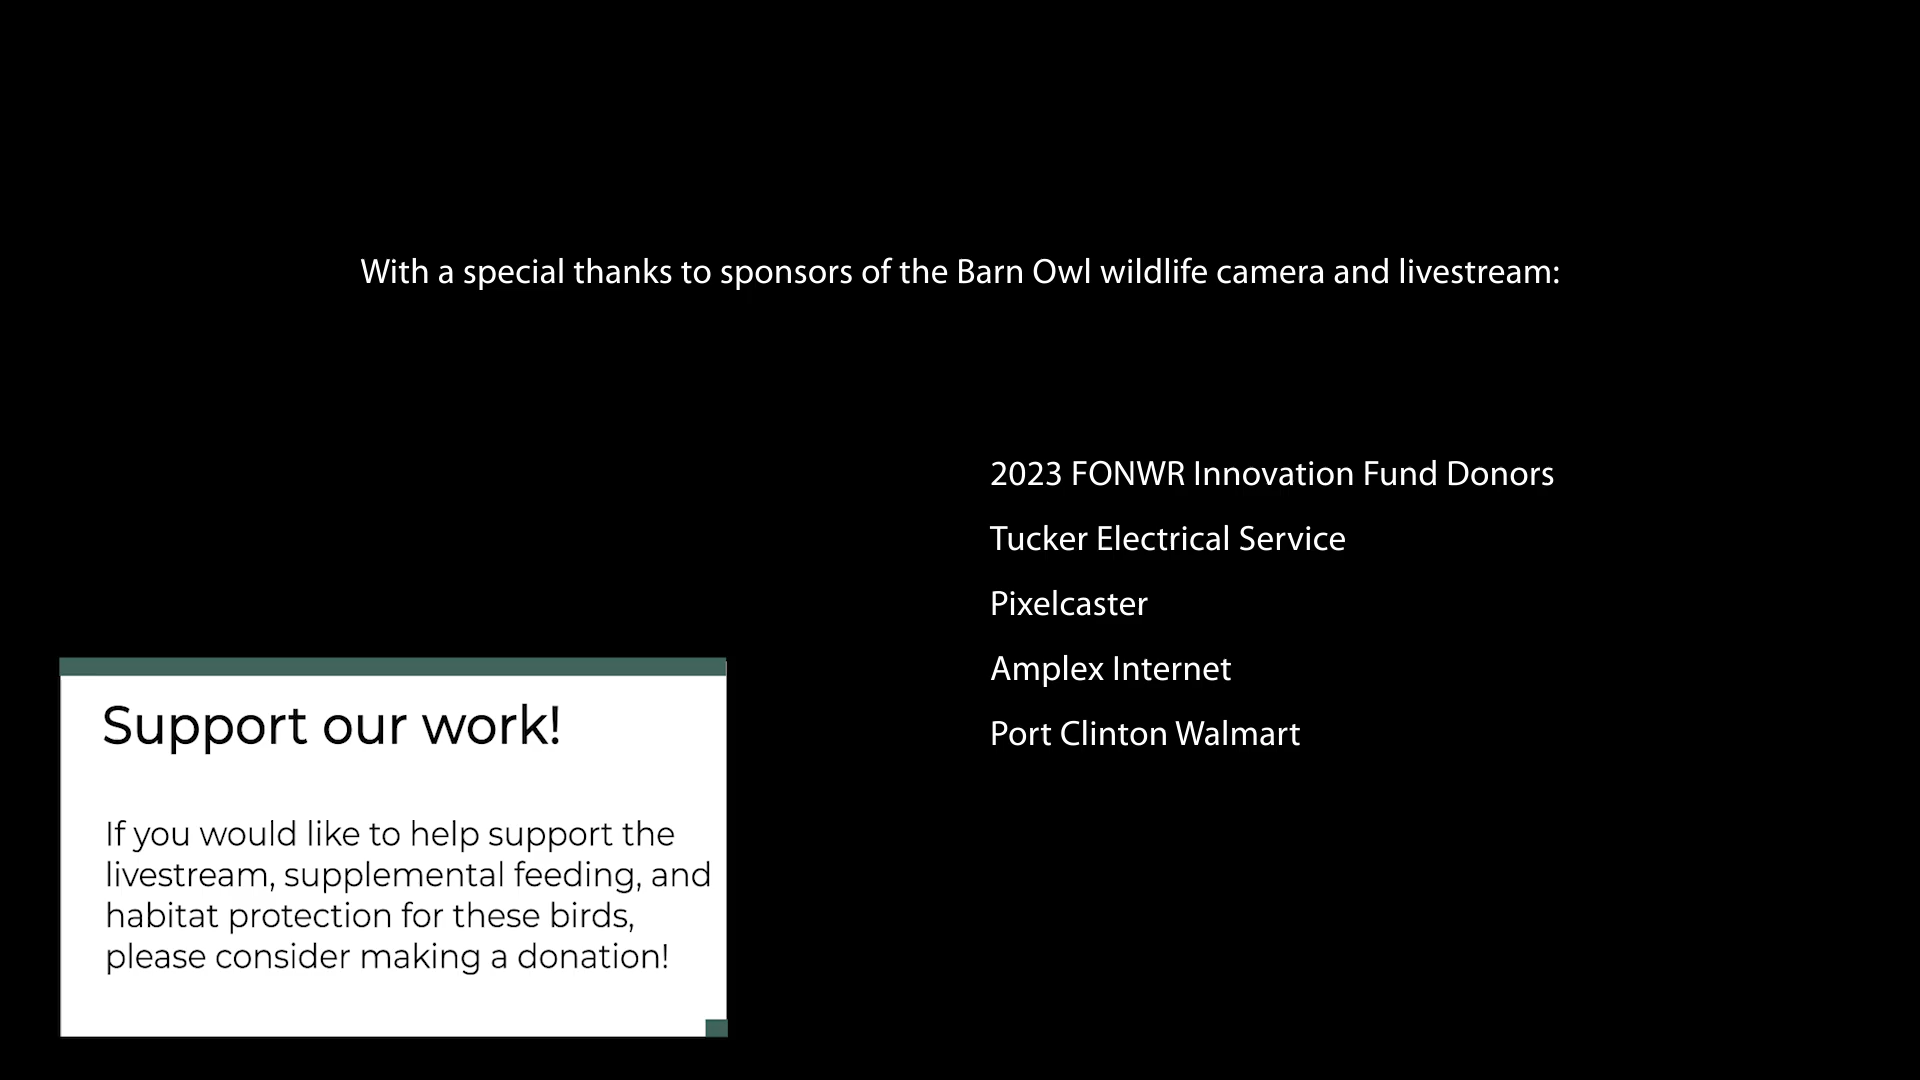 With a special thanks to sponsors of the Barn Owl wildlife camera and livestream:
2023 FONWR Innovation Fund Donors
Tucker Electrical Service
Pixelcaster
Amplex Internet
Port Clinton Walmart
Support our work!
If you would like to help support the
livestream, supplemental feeding, and
habitat protection for these birds,
please consider making a donation!